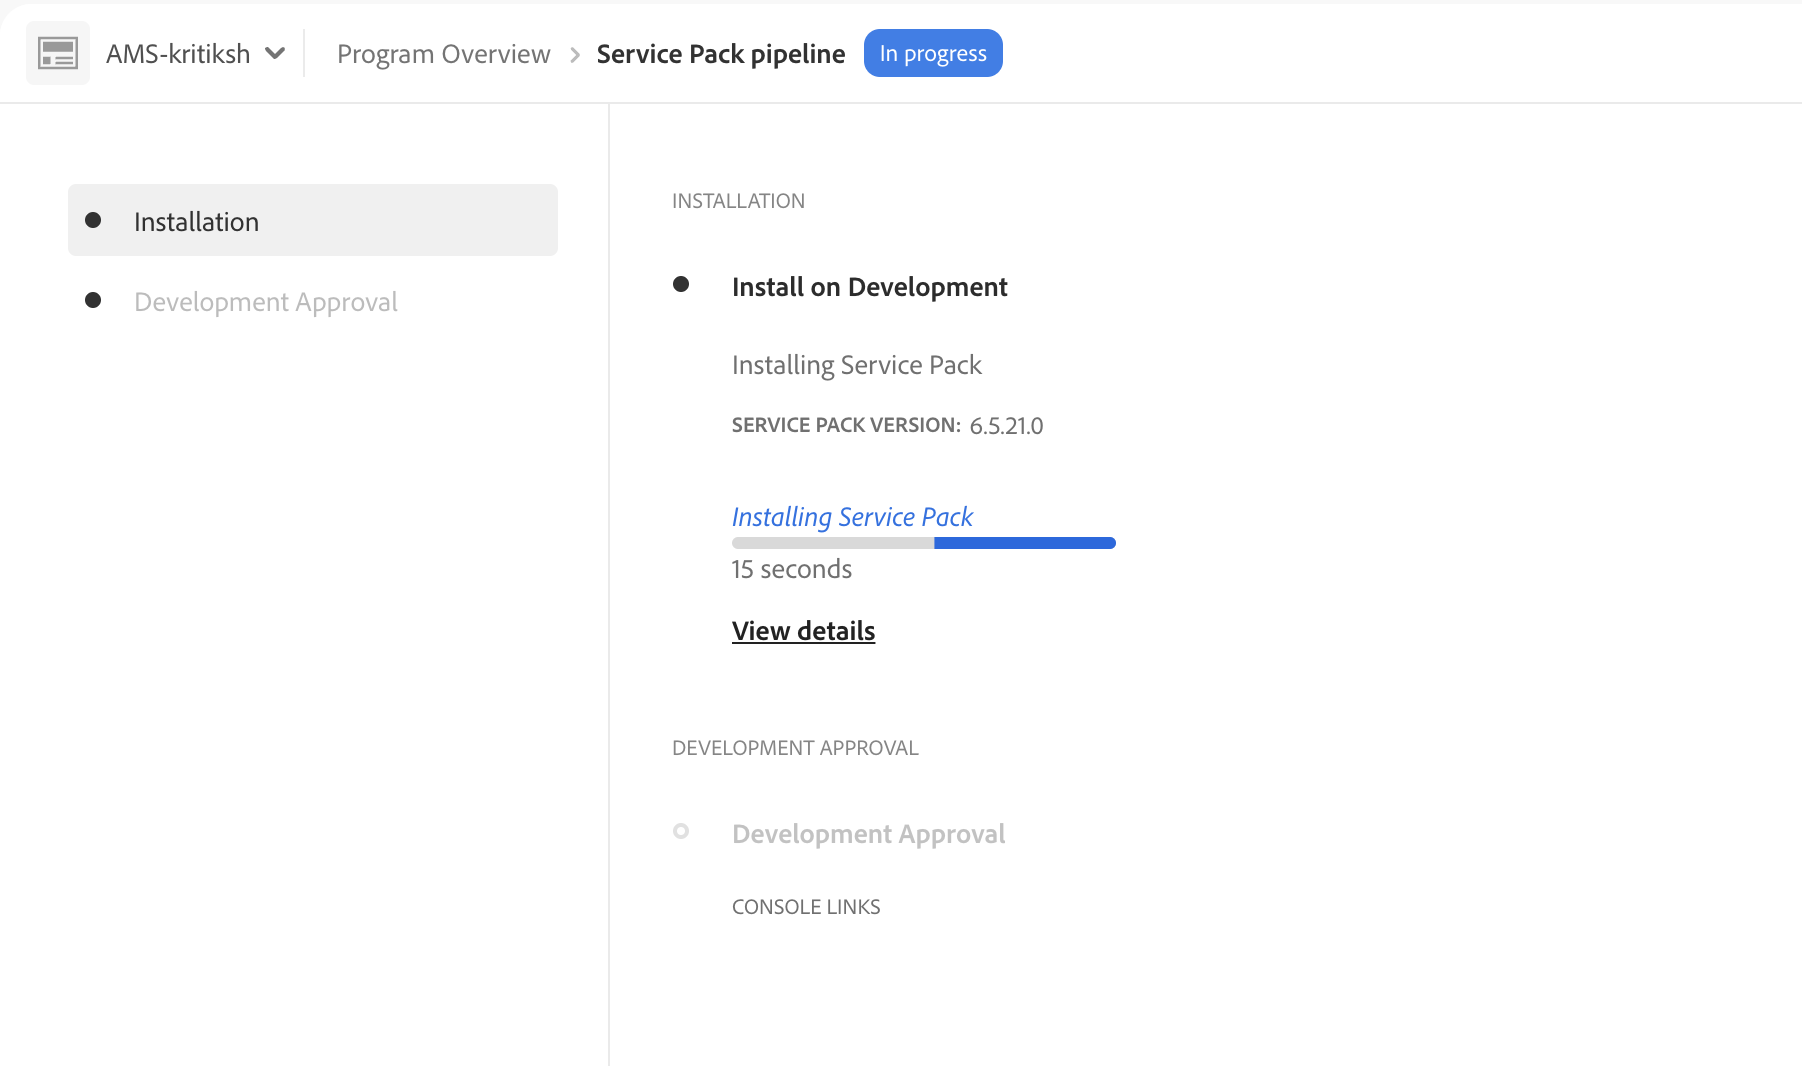 AMS-kritiksh
Program Overview > Service Pack pipeline
In progress
Installation
Development Approval
INSTALLATION
Install on Development
Installing Service Pack
SERVICE PACK VERSION: 6.5.21.0
Installing Service Pack
15 seconds
View details
DEVELOPMENT APPROVAL
Development Approval
CONSOLE LINKS